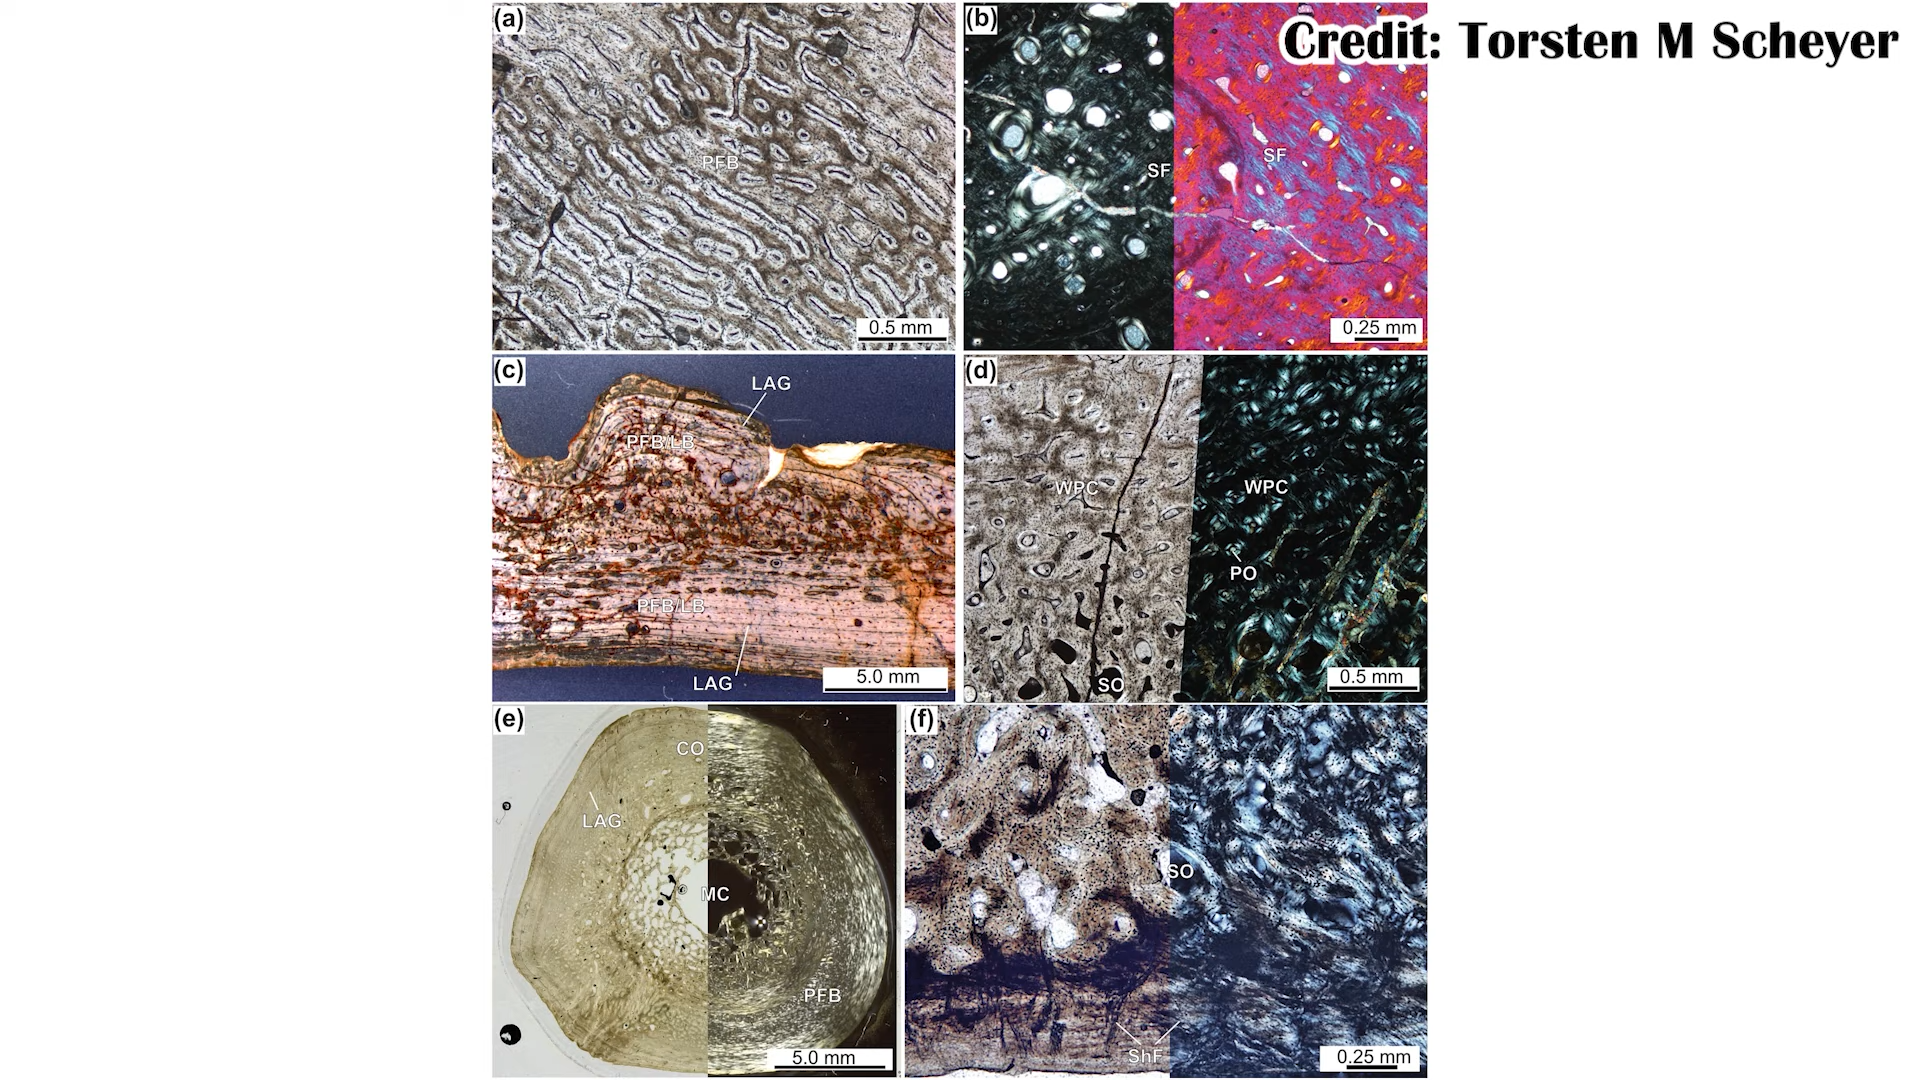 (a)
PFB
0.5 mm
(b)
Credit: Torsten M Scheyer
SF
SF
0.25 mm
(c)
LAG
PFB/LB
PFB/LB
LAG
5.0 mm
(d)
WPC
WPC
PO
SO
0.5 mm
(e)
CO
LAG
MC
PFB
5.0 mm
(f)
SO
ShF
0.25 mm